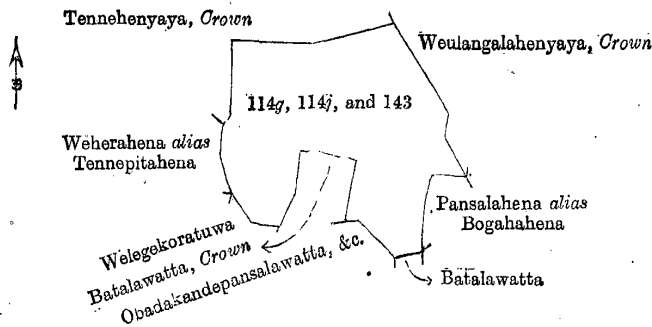 Tennehenyaya, Crown
Weulangalahenyaya, Crown
114g, 114j, and 143
Weherahena alias
Tennepitahena
Pansalahena alias
Bogahahena
Welegekoratuwa
Batalawatta, Crown
Obadakandepansalawatta, &c.
Batalawatta